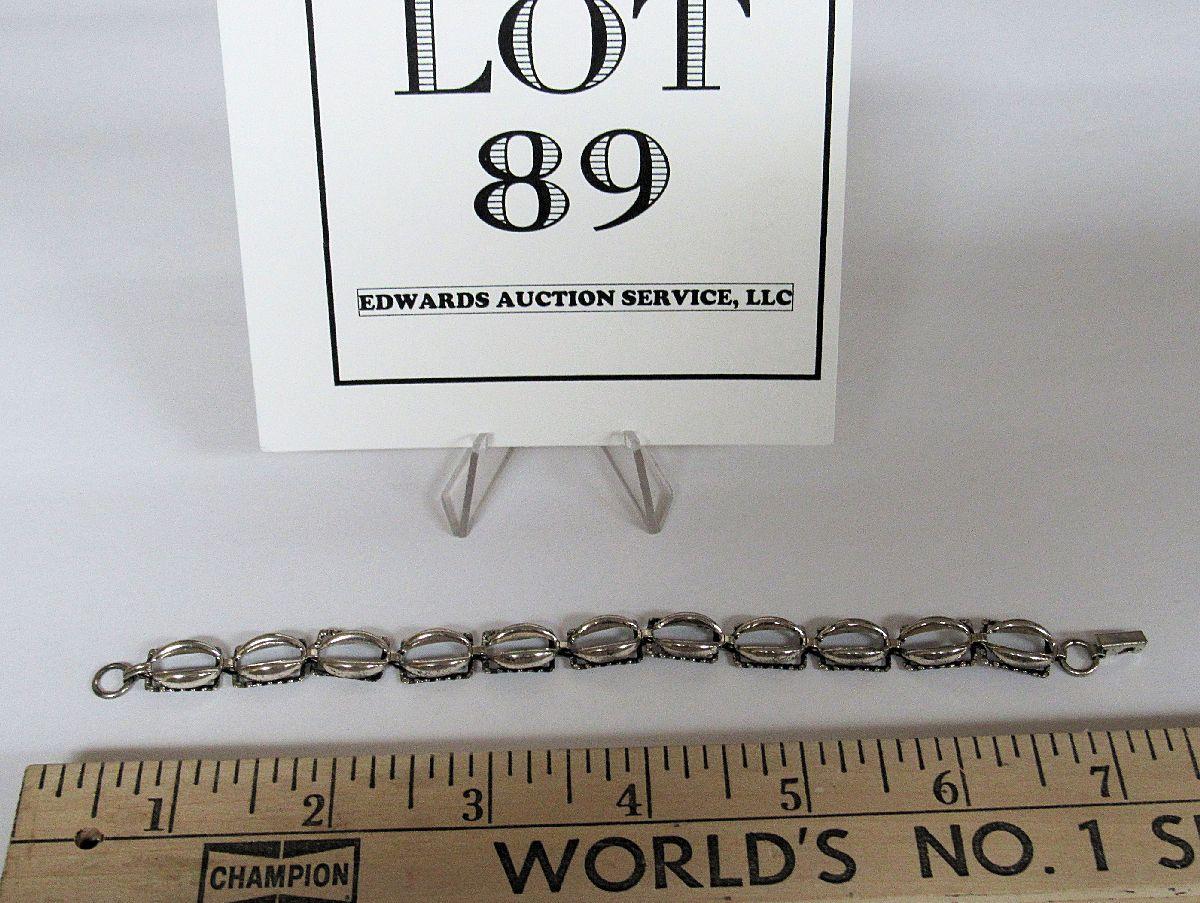 LOT
89
EDWARDS AUCTION SERVICE, LLC
1 2 3 4 5 6 7
CHAMPION
WORLD'S NO. 1 S